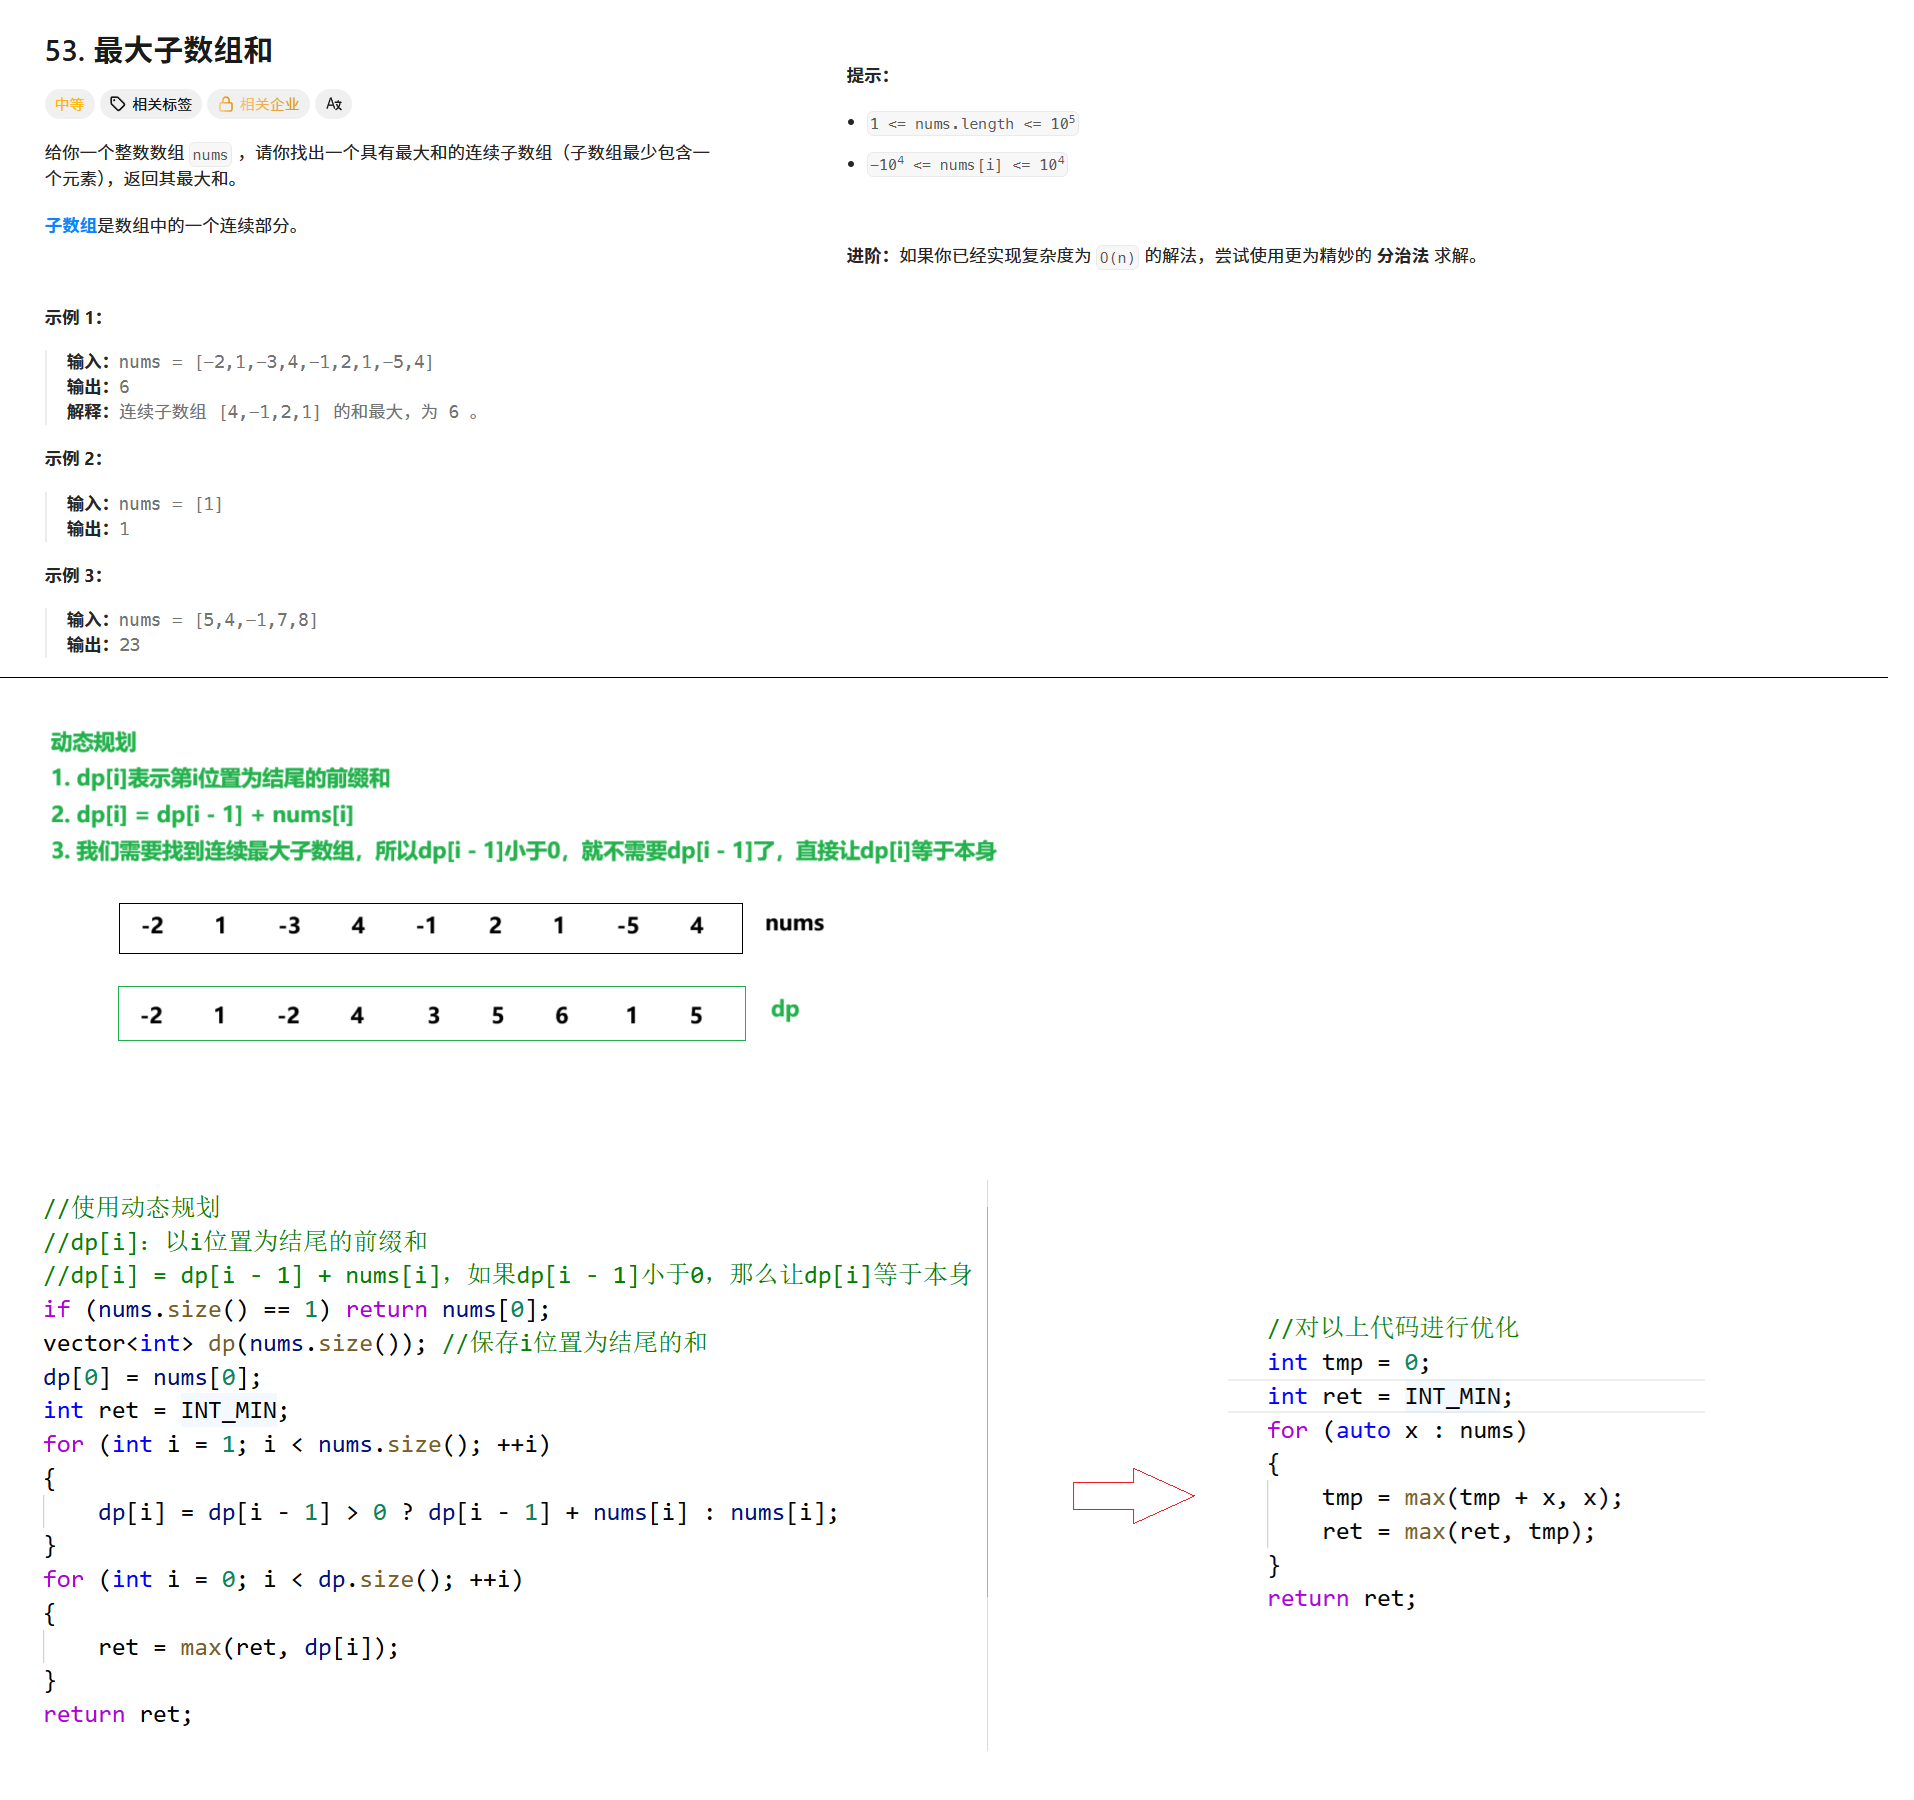 53. 最大子数组和
中等 相关标签 相关企业
给你一个整数数组 nums ，请你找出一个具有最大和的连续子数组（子数组最少包含一
个元素），返回其最大和。
子数组是数组中的一个连续部分。
示例 1：
输入：nums = [-2,1,-3,4,-1,2,1,-5,4]
输出：6
解释：连续子数组 [4,-1,2,1] 的和最大，为 6 。
示例 2：
输入：nums = [1]
输出：1
示例 3：
输入：nums = [5,4,-1,7,8]
输出：23
提示：
1 <= nums.length <= 10⁵
-10⁴ <= nums[i] <= 10⁴
进阶：如果你已经实现复杂度为 O(n) 的解法，尝试使用更为精妙的 分治法 求解。
动态规划
1. dp[i]表示第i位置为结尾的前缀和
2. dp[i] = dp[i - 1] + nums[i]
3. 我们需要找到连续最大子数组，所以dp[i - 1]小于0，就不需要dp[i - 1]了，直接让dp[i]等于本身
-2 1 -3 4 -1 2 1 -5 4 nums
-2 1 -2 4 3 5 6 1 5 dp
//使用动态规划
//dp[i]：以i位置为结尾的前缀和
//dp[i] = dp[i - 1] + nums[i]，如果dp[i - 1]小于0，那么让dp[i]等于本身
if (nums.size() == 1) return nums[0];
vector<int> dp(nums.size()); //保存i位置为结尾的和
dp[0] = nums[0];
int ret = INT_MIN;
for (int i = 1; i < nums.size(); ++i)
{
    dp[i] = dp[i - 1] > 0 ? dp[i - 1] + nums[i] : nums[i];
}
for (int i = 0; i < dp.size(); ++i)
{
    ret = max(ret, dp[i]);
}
return ret;
//对以上代码进行优化
int tmp = 0;
int ret = INT_MIN;
for (auto x : nums)
{
    tmp = max(tmp + x, x);
    ret = max(ret, tmp);
}
return ret;